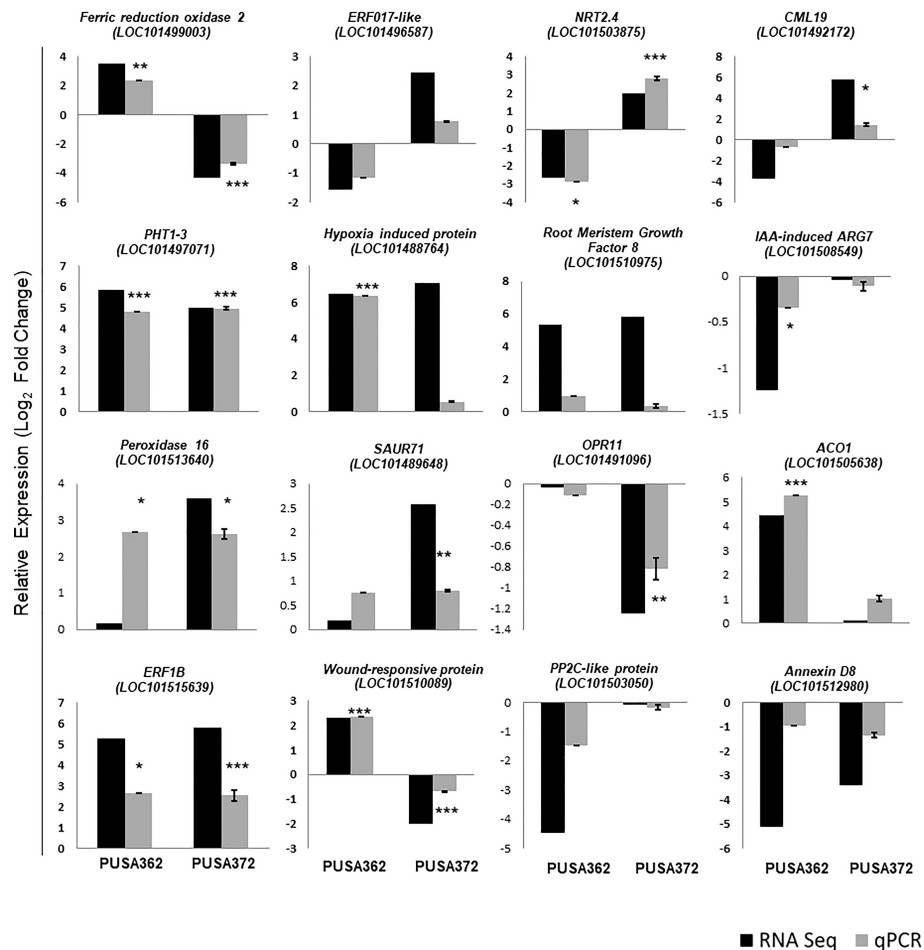 Ferric reduction oxidase 2
(LOC101499003)
ERF017-like
(LOC101496587)
NRT2.4
(LOC101503875)
CML19
(LOC101492172)
4
2
0
-2
-4
-6
**
***
3
2
1
0
-1
-2
4
3
2
1
0
-1
-2
-3
-4
***
*
8
6
4
2
0
-2
-4
-6
*
PHT1-3
(LOC101497071)
Hypoxia induced protein
(LOC101488764)
Root Meristem Growth
Factor 8
(LOC101510975)
IAA-induced ARG7
(LOC101508549)
7
6
5
4
3
2
1
0
***
***
8
6
4
2
0
***
8
6
4
2
0
0
-0.5
-1
-1.5
*
Relative Expression (Log2 Fold Change)
Peroxidase 16
(LOC101513640)
SAUR71
(LOC101489648)
OPR11
(LOC101491096)
ACO1
(LOC101505638)
4
3
2
1
0
*
*
3
2.5
2
1.5
1
0.5
0
**
0
-0.2
-0.4
-0.6
-0.8
-1
-1.2
-1.4
**
6
5
4
3
2
1
0
***
ERF1B
(LOC101515639)
Wound-responsive protein
(LOC101510089)
PP2C-like protein
(LOC101503050)
Annexin D8
(LOC101512980)
7
6
5
4
3
2
1
0
*
***
3
2
1
0
-1
-2
-3
***
***
0
-1
-2
-3
-4
-5
0
-1
-2
-3
-4
-5
-6
PUSA362
PUSA372
PUSA362
PUSA372
PUSA362
PUSA372
PUSA362
PUSA372
RNA Seq
qPCR